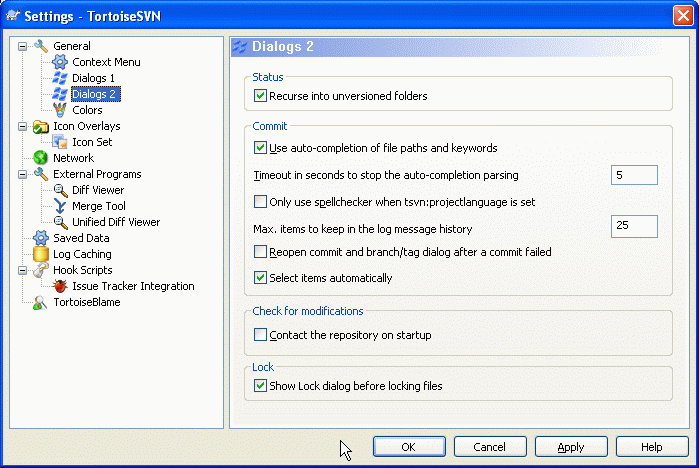 Settings - TortoiseSVN
General
Context Menu
Dialogs 1
Dialogs 2
Colors
Icon Overlays
Icon Set
Network
External Programs
Diff Viewer
Merge Tool
Unified Diff Viewer
Saved Data
Log Caching
Hook Scripts
Issue Tracker Integration
TortoiseBlame
Dialogs 2
Status
Recurse into unversioned folders
Commit
Use auto-completion of file paths and keywords
Timeout in seconds to stop the auto-completion parsing 5
Only use spellchecker when tsvn:projectlanguage is set
Max. items to keep in the log message history 25
Reopen commit and branch/tag dialog after a commit failed
Select items automatically
Check for modifications
Contact the repository on startup
Lock
Show Lock dialog before locking files
OK Cancel Apply Help